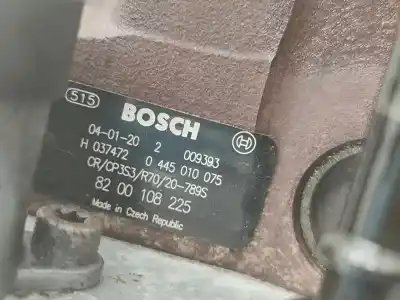 515 BOSCH
04-01-20 2 009393
H 037472 0 445 010 075
CR/CP3S3/R70/20-789S
82 00 108 225
Made in Czech Republic